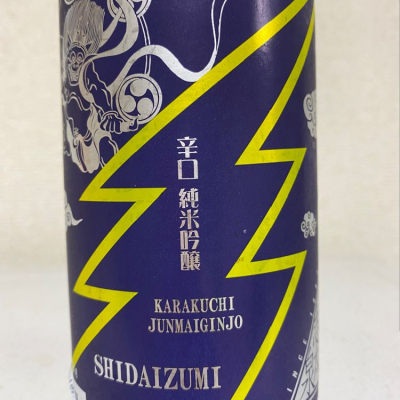 辛口 純米吟醸
KARAKUCHI
JUNMAIGINJO
SHIDAIZUMI